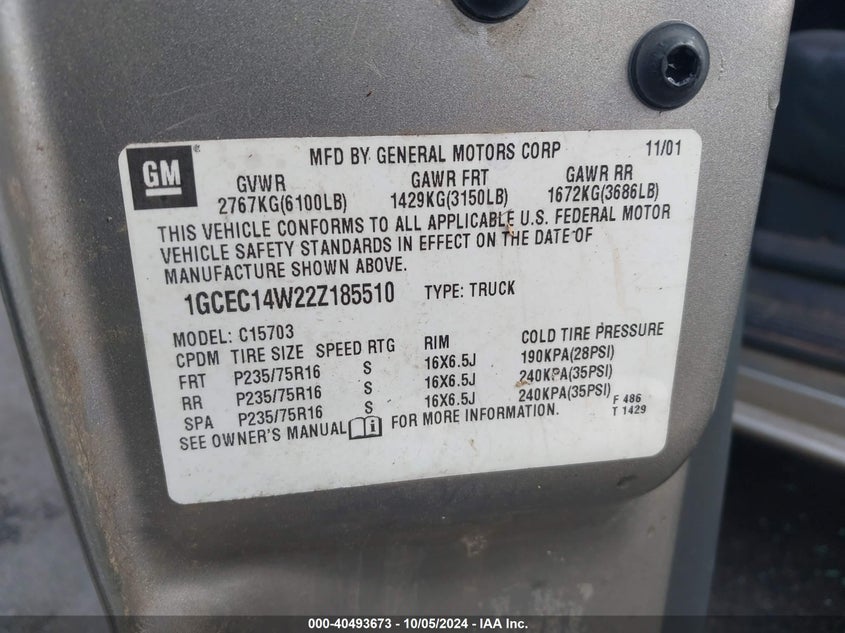 GM
MFD BY GENERAL MOTORS CORP 11/01
GVWR GAWR FRT GAWR RR
2767KG(6100LB) 1429KG(3150LB) 1672KG(3686LB)
THIS VEHICLE CONFORMS TO ALL APPLICABLE U.S. FEDERAL MOTOR
VEHICLE SAFETY STANDARDS IN EFFECT ON THE DATE OF
MANUFACTURE SHOWN ABOVE.
1GCEC14W22Z185510 TYPE: TRUCK
MODEL: C15703
CPDM TIRE SIZE SPEED RTG RIM COLD TIRE PRESSURE
FRT P235/75R16 S 16X6.5J 190KPA(28PSI)
RR P235/75R16 S 16X6.5J 240KPA(35PSI)
SPA P235/75R16 S 16X6.5J 240KPA(35PSI)
SEE OWNER'S MANUAL i FOR MORE INFORMATION.
F 486
T 1429
000-40493673 - 10/05/2024 - IAA Inc.